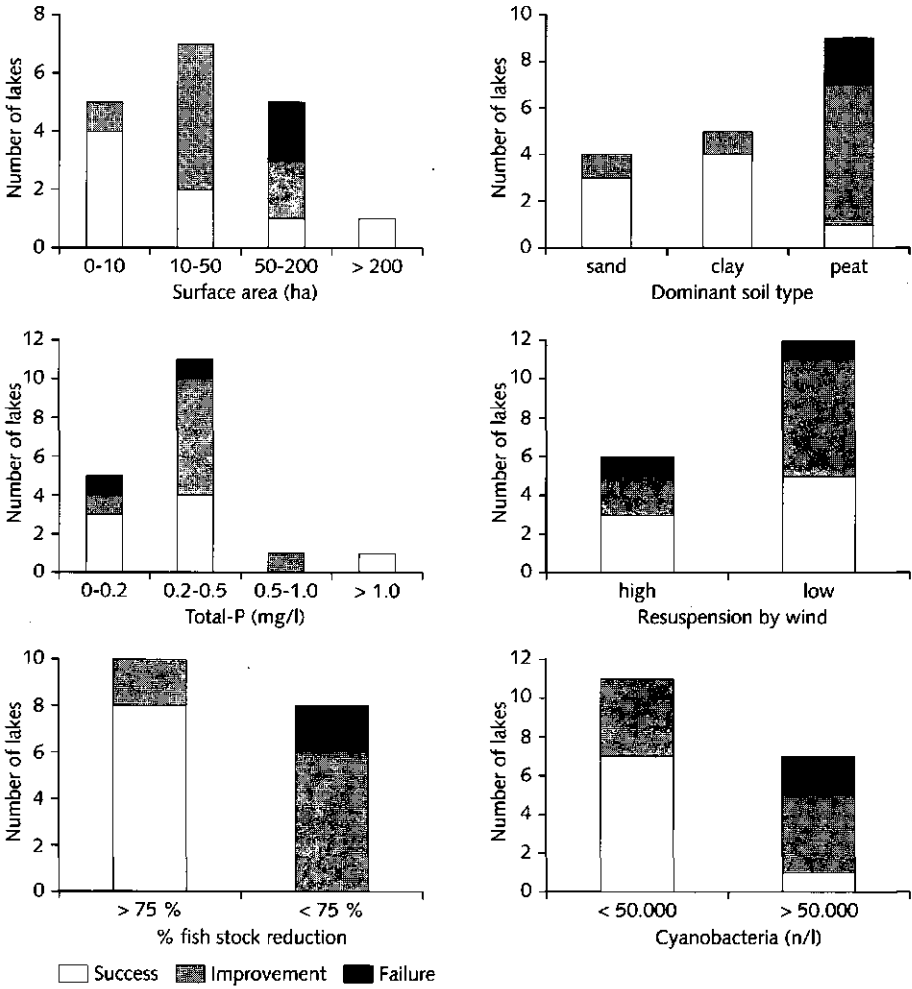 Number of lakes
8
6
4
2
0
0-10 10-50 50-200 > 200
Surface area (ha)
Number of lakes
10
8
6
4
2
0
sand clay peat
Dominant soil type
Number of lakes
12
10
8
6
4
2
0
0-0.2 0.2-0.5 0.5-1.0 > 1.0
Total-P (mg/l)
Number of lakes
12
10
8
6
4
2
0
high low
Resuspension by wind
Number of lakes
10
8
6
4
2
0
> 75 % < 75 %
% fish stock reduction
Number of lakes
12
10
8
6
4
2
0
< 50.000 > 50.000
Cyanobacteria (n/l)
Success Improvement Failure